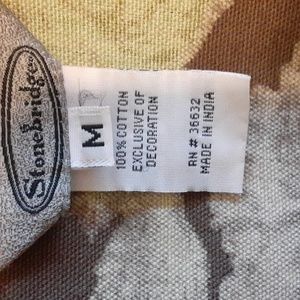 Stonebridge
M
100% COTTON
EXCLUSIVE OF
DECORATION
RN # 36632
MADE IN INDIA